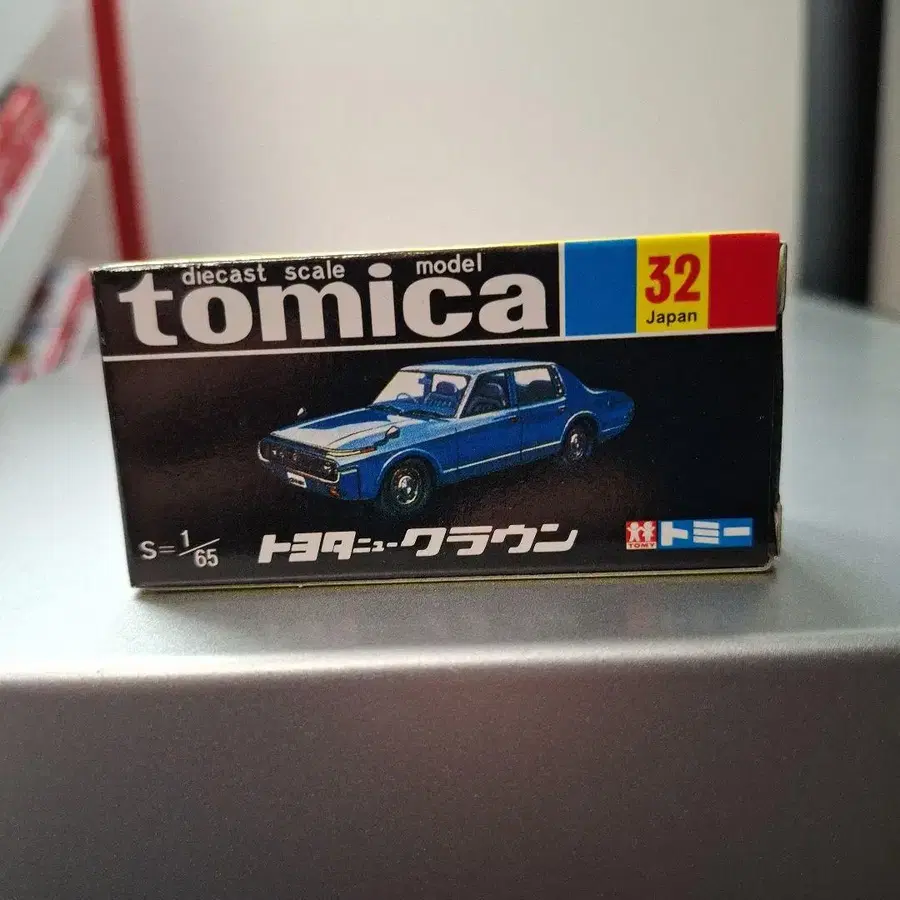 diecast scale model
tomica
32
Japan
S=1/65
トヨタニュークラウン
TOMY
トミー